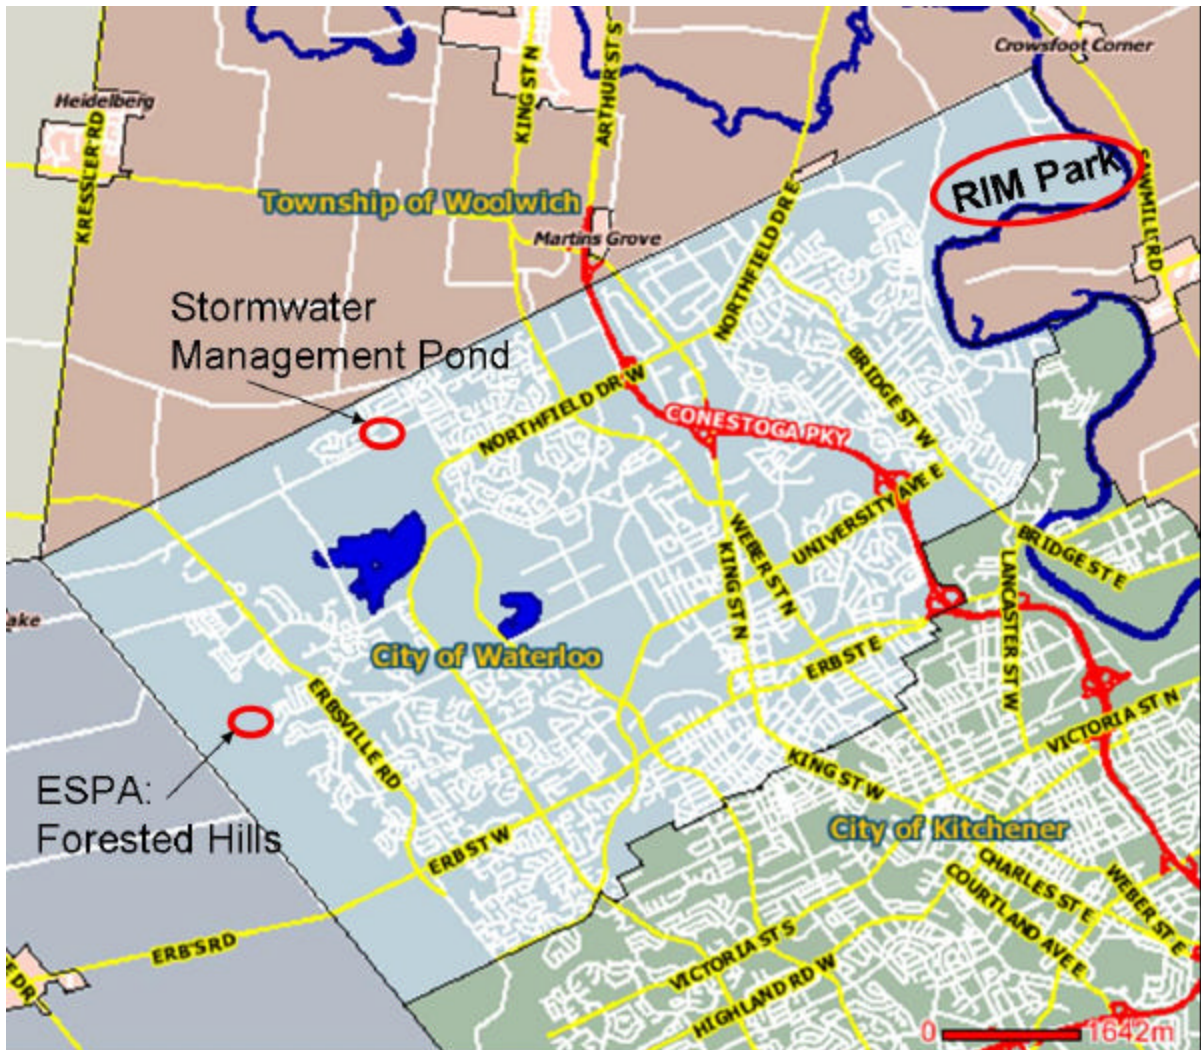 Crowsfoot Corner
Heidelberg
KING ST N
ARTHUR ST S
KRESSLER RD
RIM Park
SAWMILL RD
Township of Woolwich
Martins Grove
NORTHFIELD DR E
Stormwater
Management Pond
BRIDGE ST W
NORTHFIELD DR W
CONESTOGA PKY
UNIVERSITY AVE E
WEBER ST N
KING ST N
BRIDGE ST E
LANCASTER ST W
ake
City of Waterloo
ERB ST E
ERBSVILLE RD
VICTORIA ST N
ESPA:
Forested Hills
KING ST W
City of Kitchener
ERB ST W
CHARLES ST E
COURTLAND AVE E
WEBER ST E
ERB'S RD
VICTORIA ST S
HIGHLAND RD W
E DR
0 1642m